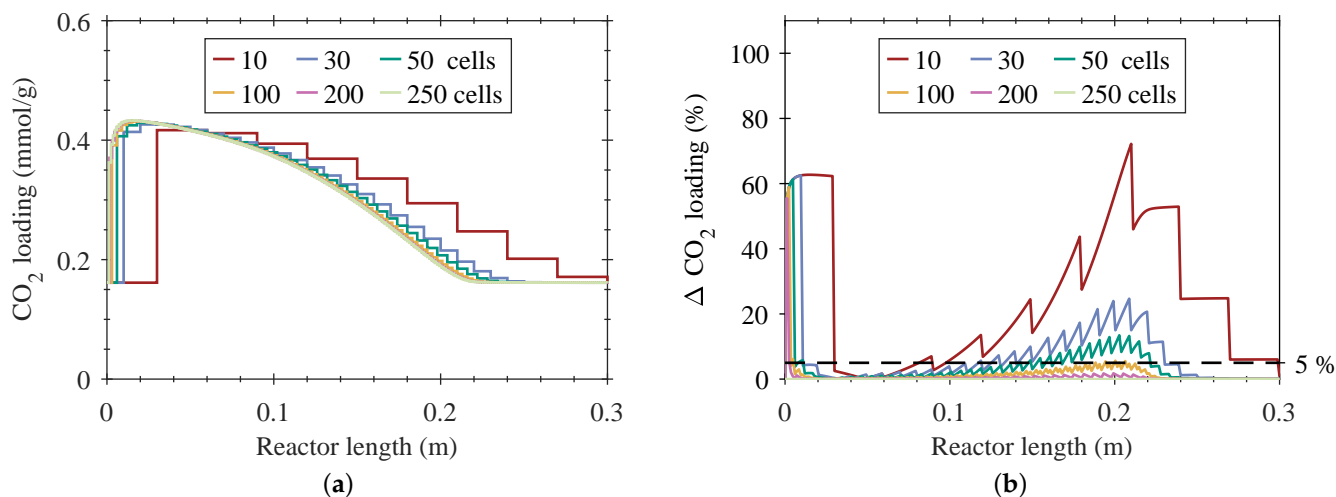 0.6
0.4
0.2
0
CO2 loading (mmol/g)
10 30 50 cells
100 200 250 cells
0 0.1 0.2 0.3
Reactor length (m)
(a)
100
80
60
40
20
0
Δ CO2 loading (%)
10 30 50 cells
100 200 250 cells
5 %
0 0.1 0.2 0.3
Reactor length (m)
(b)